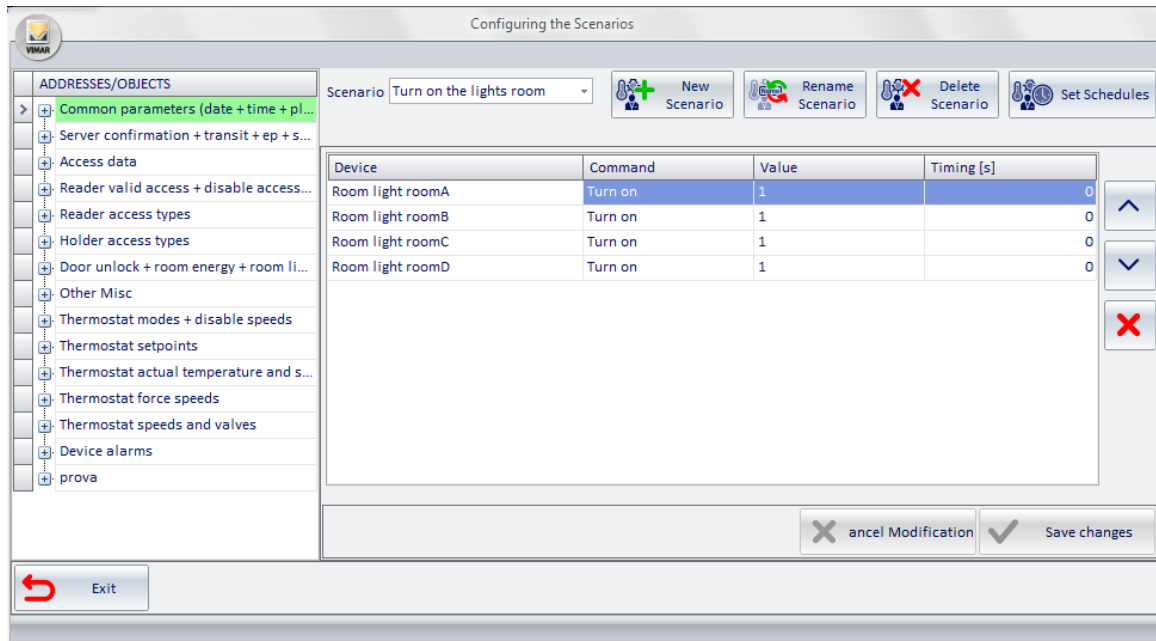 Configuring the Scenarios
VIMAR
ADDRESSES/OBJECTS
Common parameters (date + time + pl...
Server confirmation + transit + ep + s...
Access data
Reader valid access + disable access...
Reader access types
Holder access types
Door unlock + room energy + room li...
Other Misc
Thermostat modes + disable speeds
Thermostat setpoints
Thermostat actual temperature and s...
Thermostat force speeds
Thermostat speeds and valves
Device alarms
prova
Scenario Turn on the lights room
New
Scenario
Rename
Scenario
Delete
Scenario
Set Schedules
Device Command Value Timing [s]
Room light roomA Turn on 1 0
Room light roomB Turn on 1 0
Room light roomC Turn on 1 0
Room light roomD Turn on 1 0
ancel Modification
Save changes
Exit